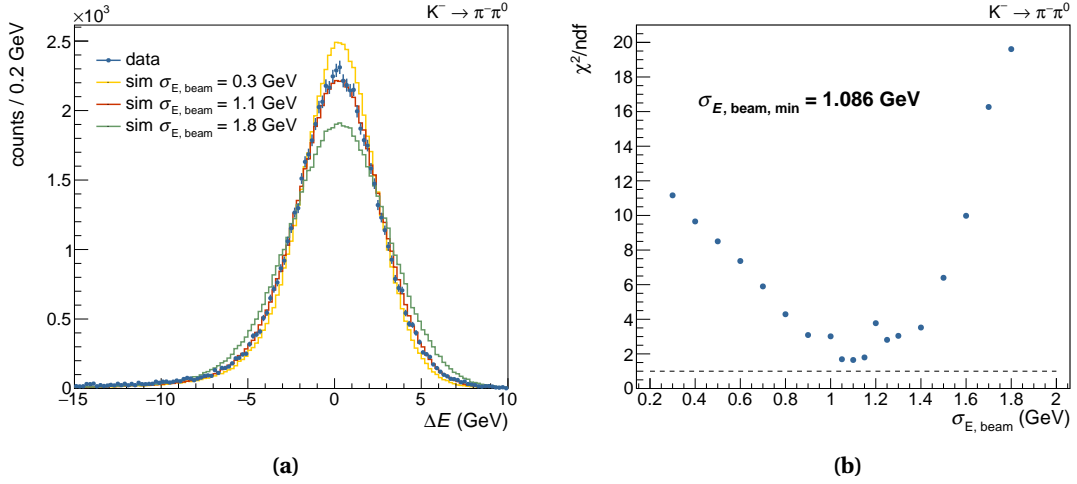 K⁻ → π⁻π⁰
×10³
counts / 0.2 GeV
2.5
2
1.5
1
0.5
0
data
sim σE, beam = 0.3 GeV
sim σE, beam = 1.1 GeV
sim σE, beam = 1.8 GeV
−15 −10 −5 0 5 10
ΔE (GeV)
(a)
K⁻ → π⁻π⁰
χ²/ndf
20
18
16
14
12
10
8
6
4
2
0
σE, beam, min = 1.086 GeV
0.2 0.4 0.6 0.8 1 1.2 1.4 1.6 1.8 2
σE, beam (GeV)
(b)